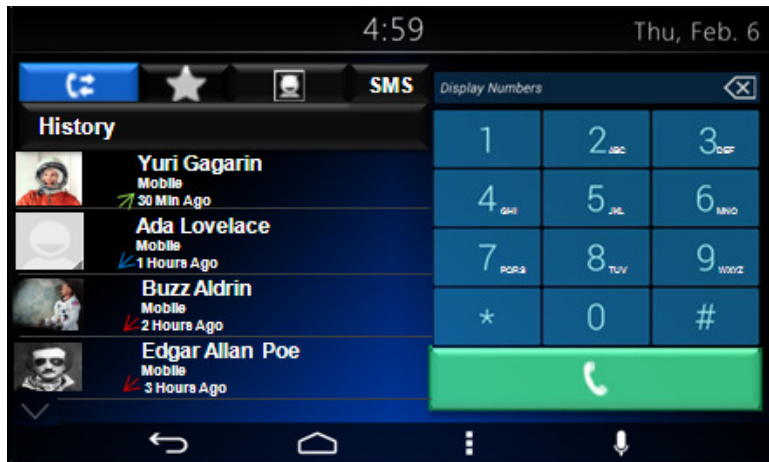 4:59
Thu, Feb. 6
SMS
Display Numbers
History
Yuri Gagarin
Mobile
30 Min Ago
Ada Lovelace
Mobile
1 Hours Ago
Buzz Aldrin
Mobile
2 Hours Ago
Edgar Allan Poe
Mobile
3 Hours Ago
1
2 ABC
3 DEF
4 GHI
5 JKL
6 MNO
7 PQRS
8 TUV
9 WXYZ
*
0
#